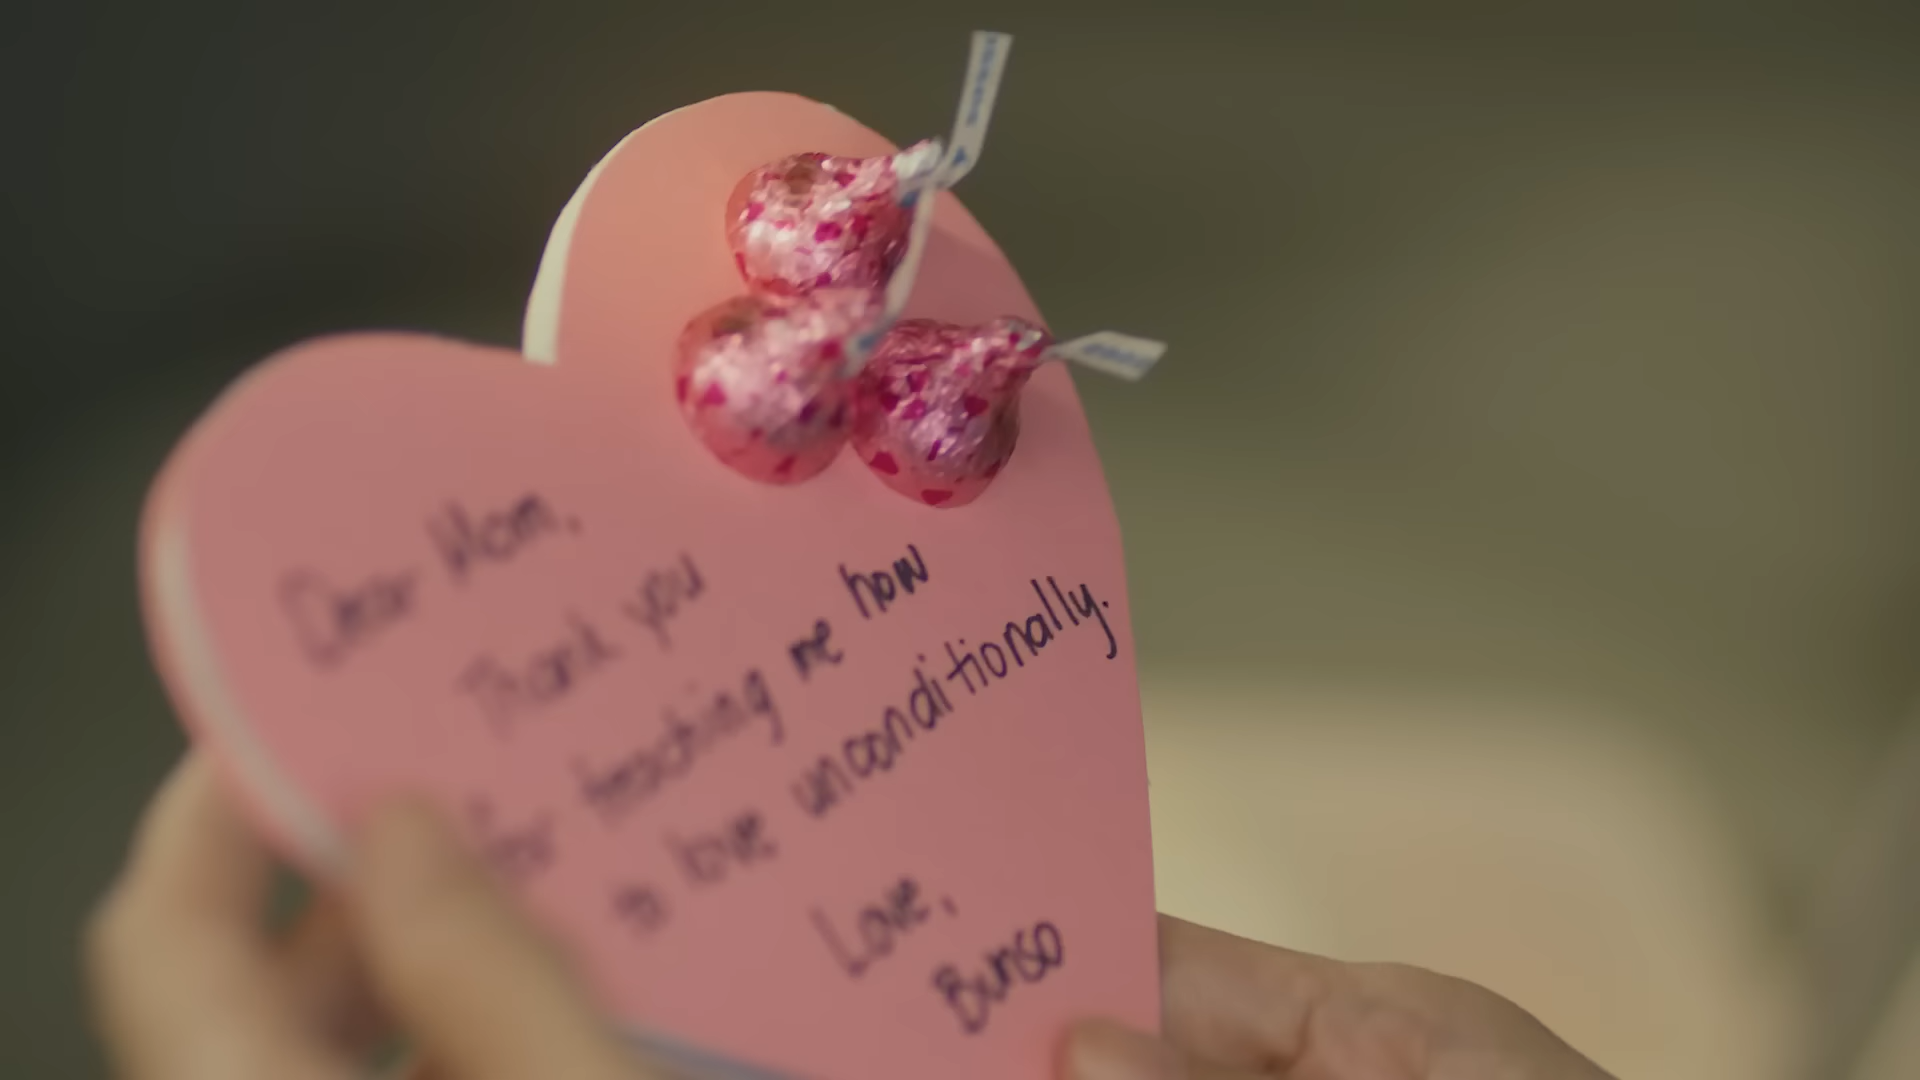 Dear Mom,
Thank you
for teaching me how
to love unconditionally.
Love,
Bunso